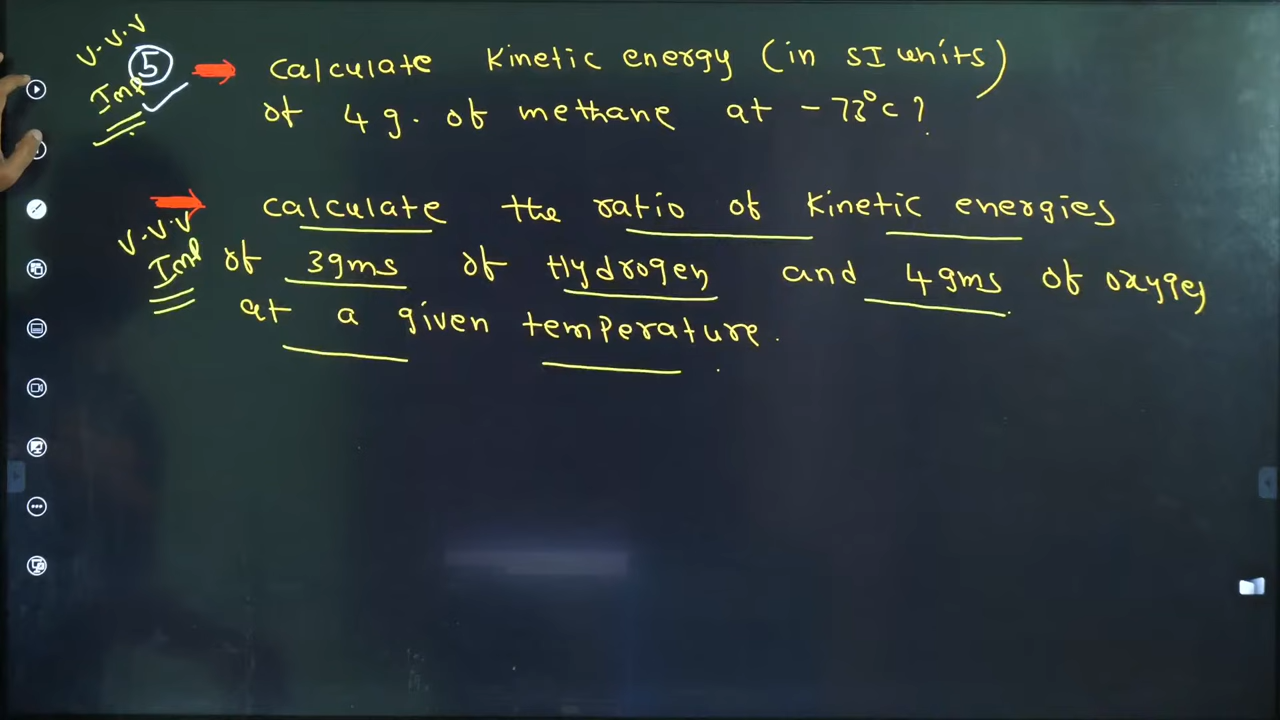 V.V.V
Imp
⑤ → Calculate Kinetic energy (in SI units)
of 4 g. of methane at -73°C?
V.V.V
Imp
→ Calculate the ratio of Kinetic energies
of 3gms of Hydrogen and 4gms of oxygen
at a given temperature.